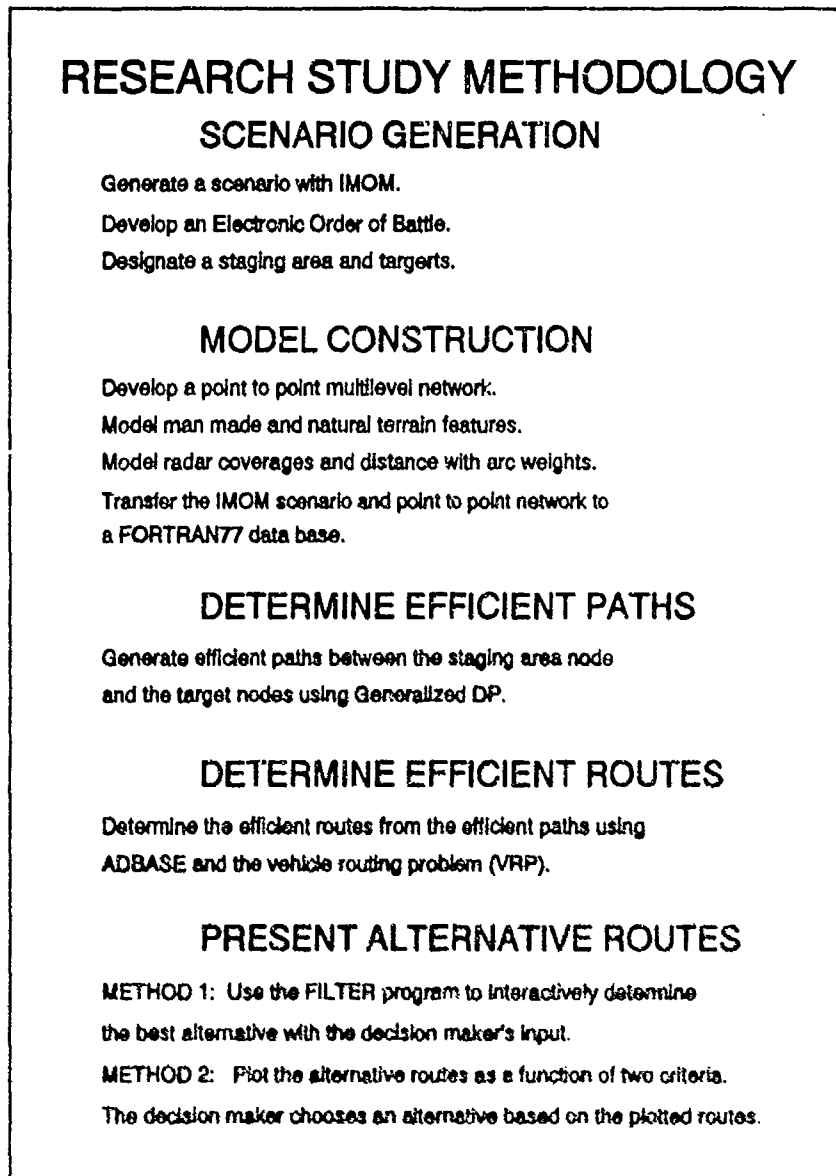 RESEARCH STUDY METHODOLOGY
SCENARIO GENERATION
Generate a scenario with IMOM.
Develop an Electronic Order of Battle.
Designate a staging area and targerts.
MODEL CONSTRUCTION
Develop a point to point multilevel network.
Model man made and natural terrain features.
Model radar coverages and distance with arc weights.
Transfer the IMOM scenario and point to point network to
a FORTRAN77 data base.
DETERMINE EFFICIENT PATHS
Generate efficient paths between the staging area node
and the target nodes using Generalized DP.
DETERMINE EFFICIENT ROUTES
Determine the efficient routes from the efficient paths using
ADBASE and the vehicle routing problem (VRP).
PRESENT ALTERNATIVE ROUTES
METHOD 1: Use the FILTER program to interactively determine
the best alternative with the decision maker's input.
METHOD 2: Plot the alternative routes as a function of two criteria.
The decision maker chooses an alternative based on the plotted routes.